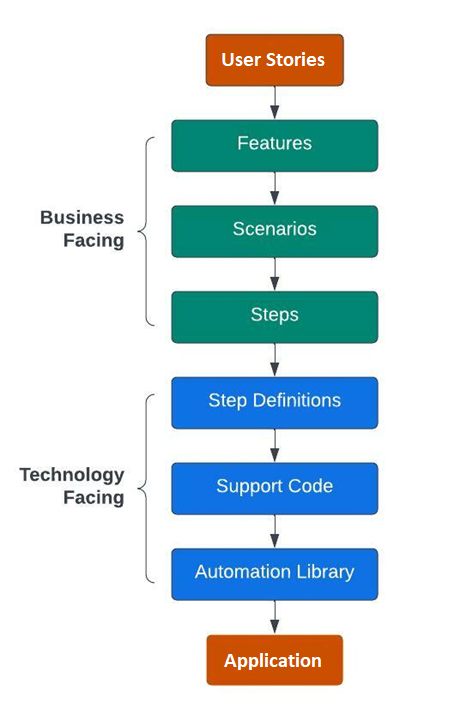 User Stories
Features
Business
Facing
Scenarios
Steps
Step Definitions
Technology
Facing
Support Code
Automation Library
Application